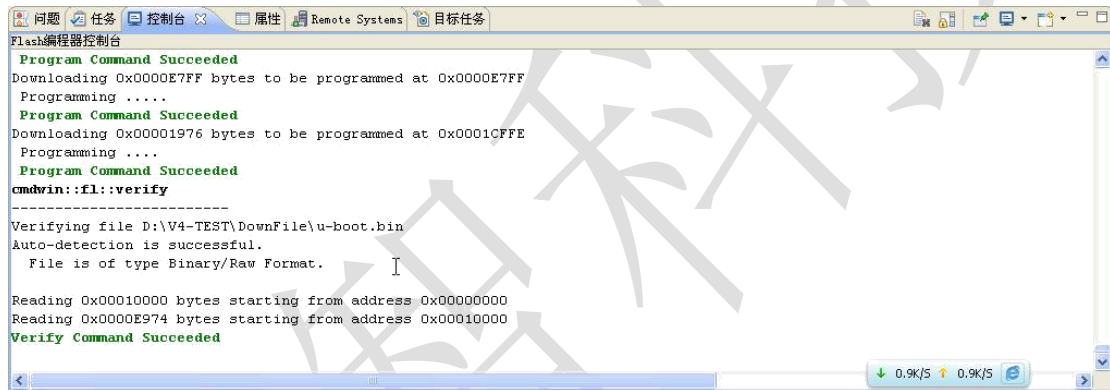 问题 任务 控制台 属性 Remote Systems 目标任务
Flash编程器控制台
Program Command Succeeded
Downloading 0x0000E7FF bytes to be programmed at 0x0000E7FF
Programming .....
Program Command Succeeded
Downloading 0x00001976 bytes to be programmed at 0x0001CFFE
Programming ....
Program Command Succeeded
cmdwin::fl::verify
-------------------------
Verifying file D:\V4-TEST\DownFile\u-boot.bin
Auto-detection is successful.
File is of type Binary/Raw Format.
Reading 0x00010000 bytes starting from address 0x00000000
Reading 0x0000E974 bytes starting from address 0x00010000
Verify Command Succeeded
↓ 0.9K/S ↑ 0.9K/S